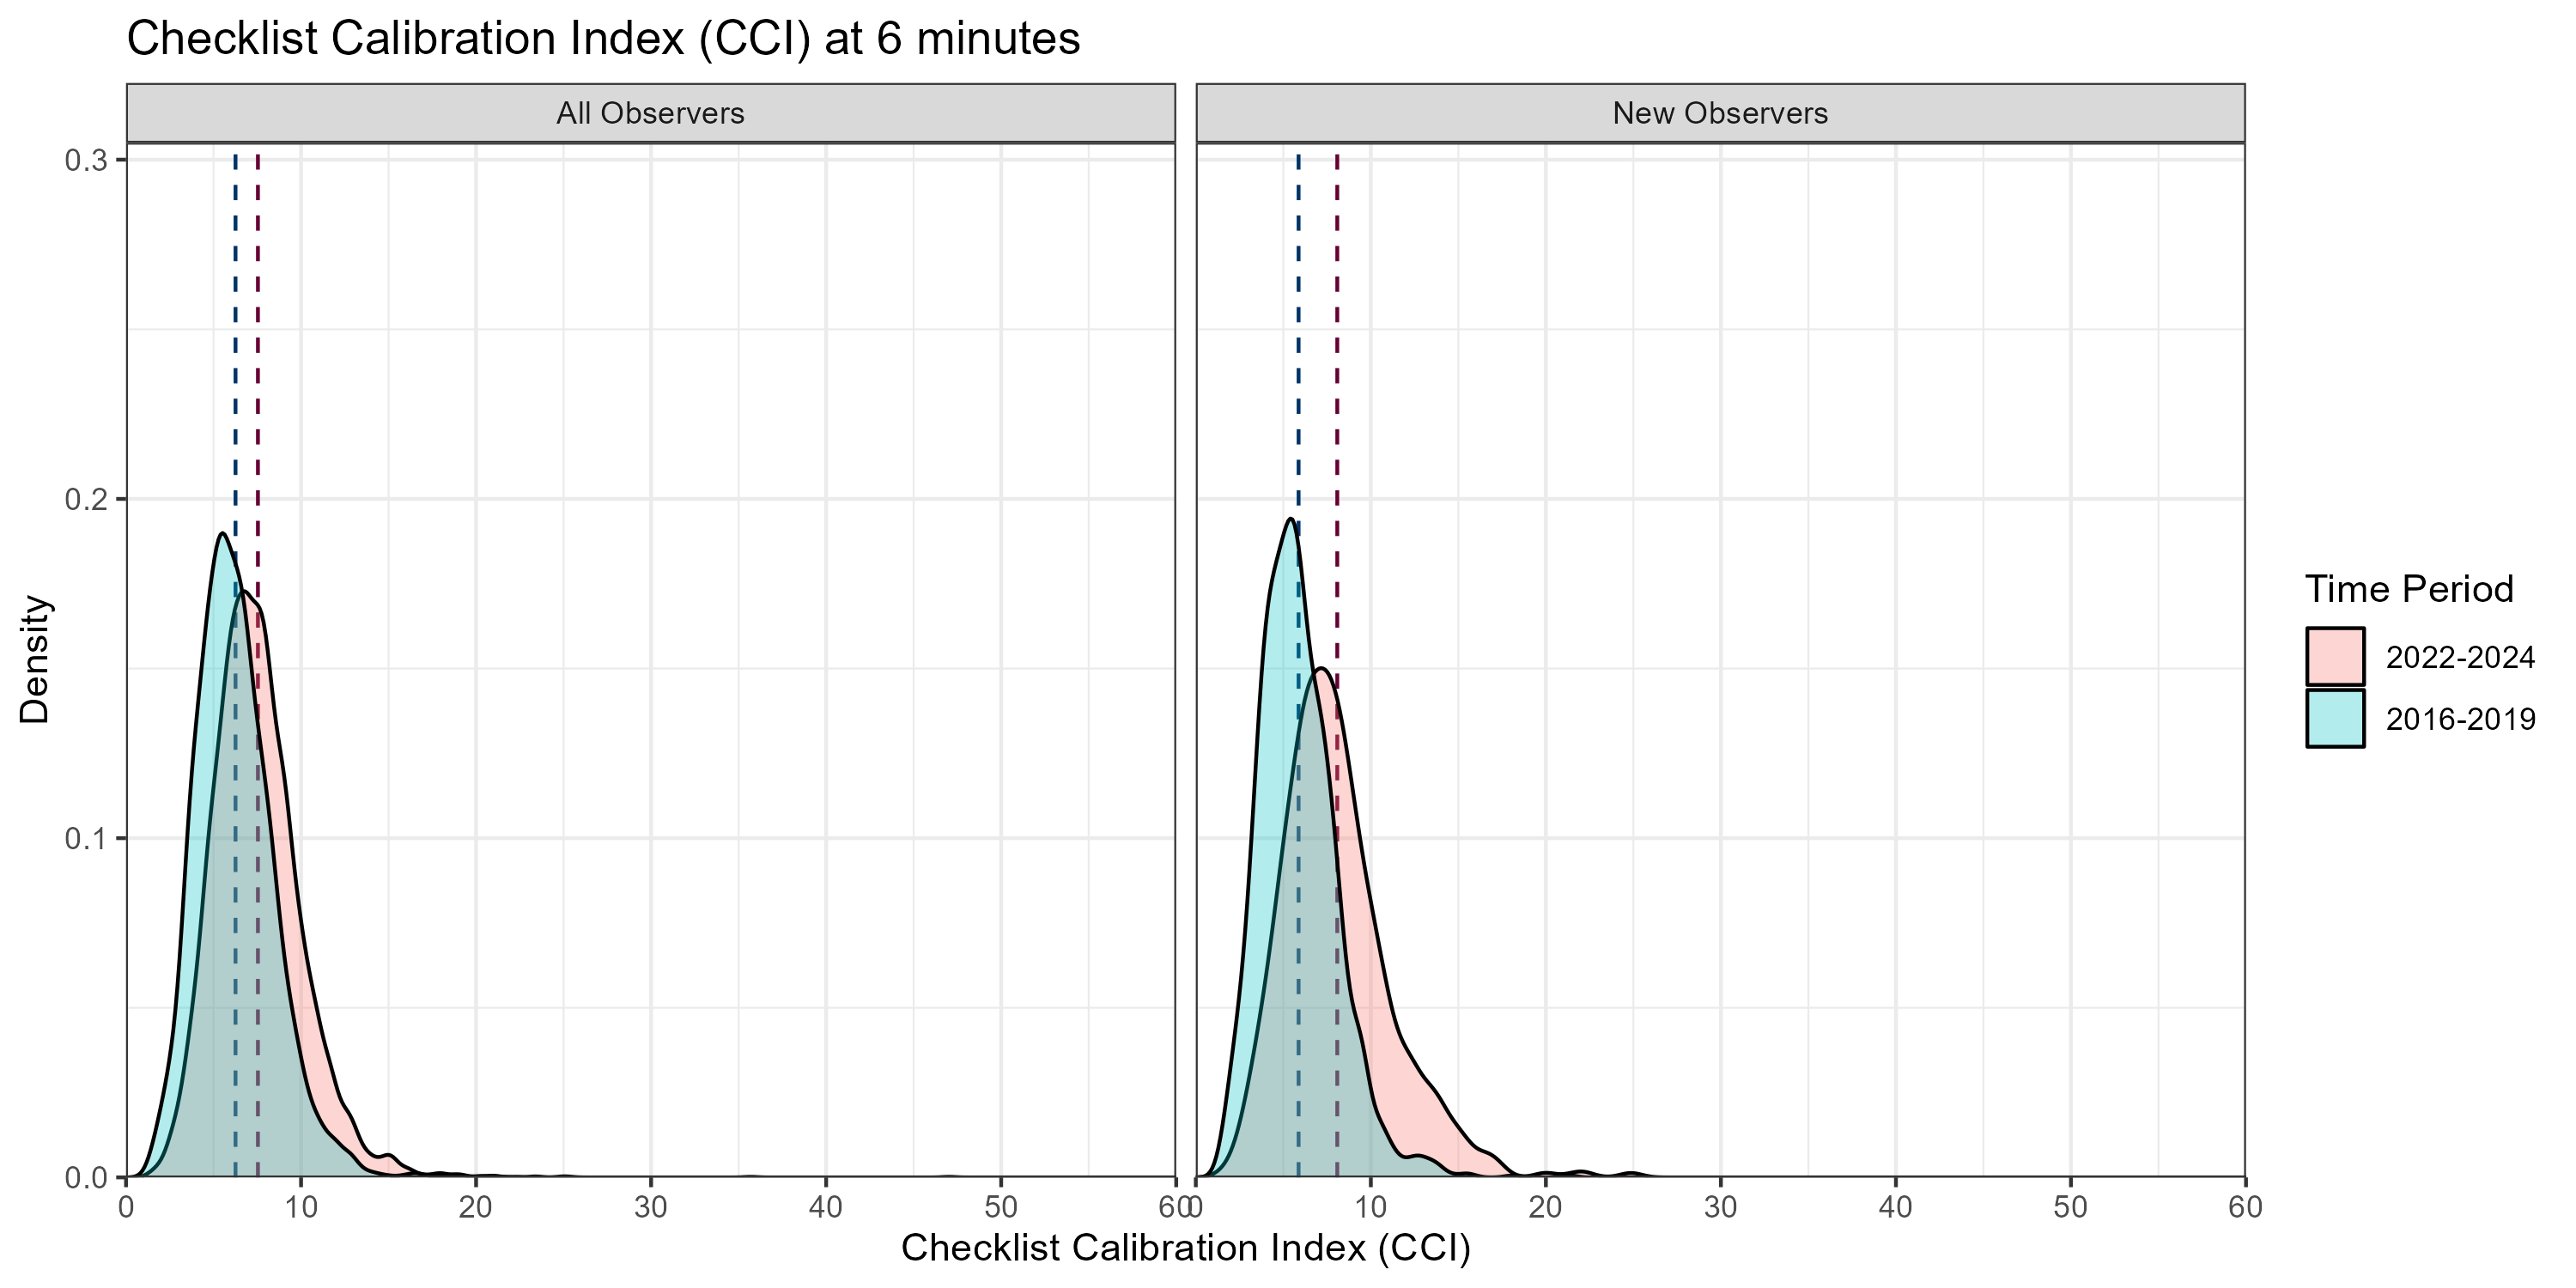 Checklist Calibration Index (CCI) at 6 minutes
All Observers
New Observers
0.3
0.2
0.1
0.0
Density
0 10 20 30 40 50 60
0 10 20 30 40 50 60
Checklist Calibration Index (CCI)
Time Period
2022-2024
2016-2019